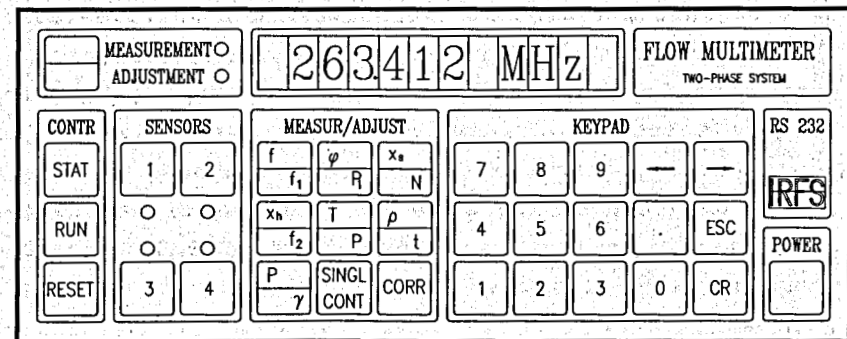 MEASUREMENT
ADJUSTMENT
263.412 MHz
FLOW MULTIMETER
TWO-PHASE SYSTEM
CONTR
STAT
RUN
RESET
SENSORS
1 2
3 4
MEASUR/ADJUST
f φ xₐ
f₁ R N
xₕ T ρ
f₂ P t
P SINGL CORR
γ CONT
KEYPAD
7 8 9 ← →
4 5 6 . ESC
1 2 3 0 CR
RS 232
IRFS
POWER